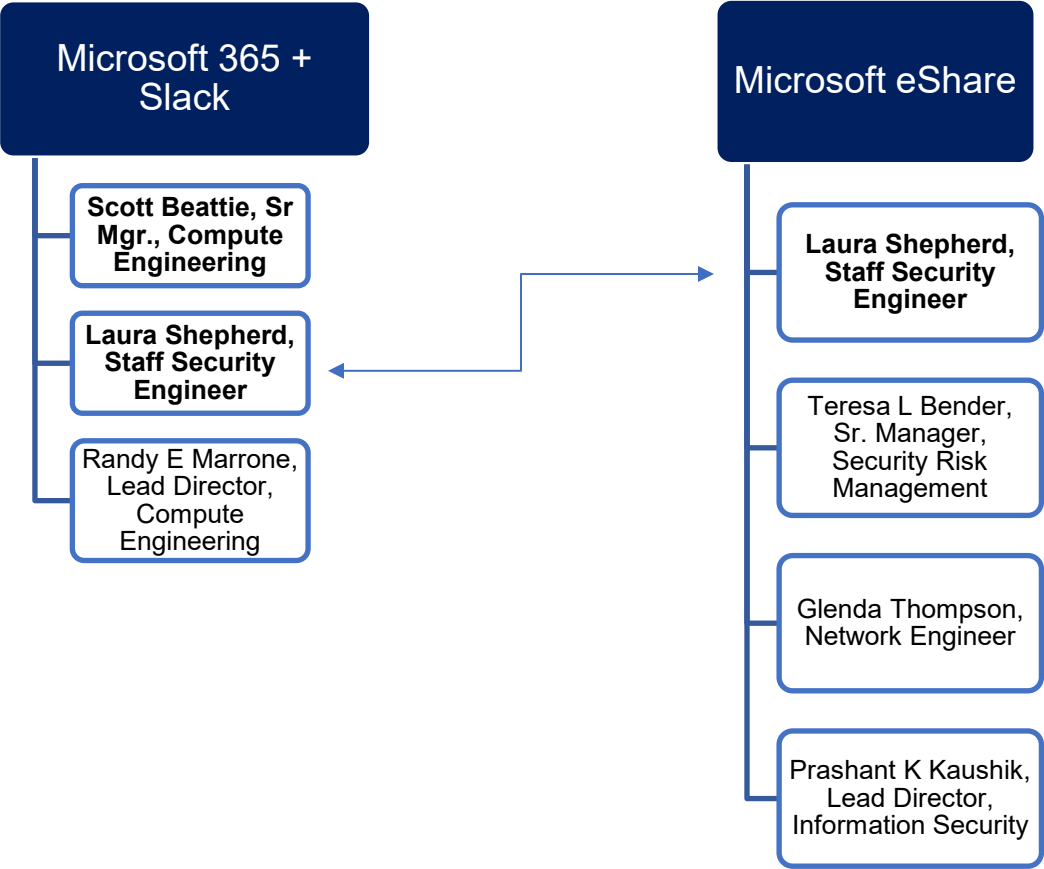 Microsoft 365 +
Slack
Scott Beattie, Sr
Mgr., Compute
Engineering
Laura Shepherd,
Staff Security
Engineer
Randy E Marrone,
Lead Director,
Compute
Engineering
Microsoft eShare
Laura Shepherd,
Staff Security
Engineer
Teresa L Bender,
Sr. Manager,
Security Risk
Management
Glenda Thompson,
Network Engineer
Prashant K Kaushik,
Lead Director,
Information Security